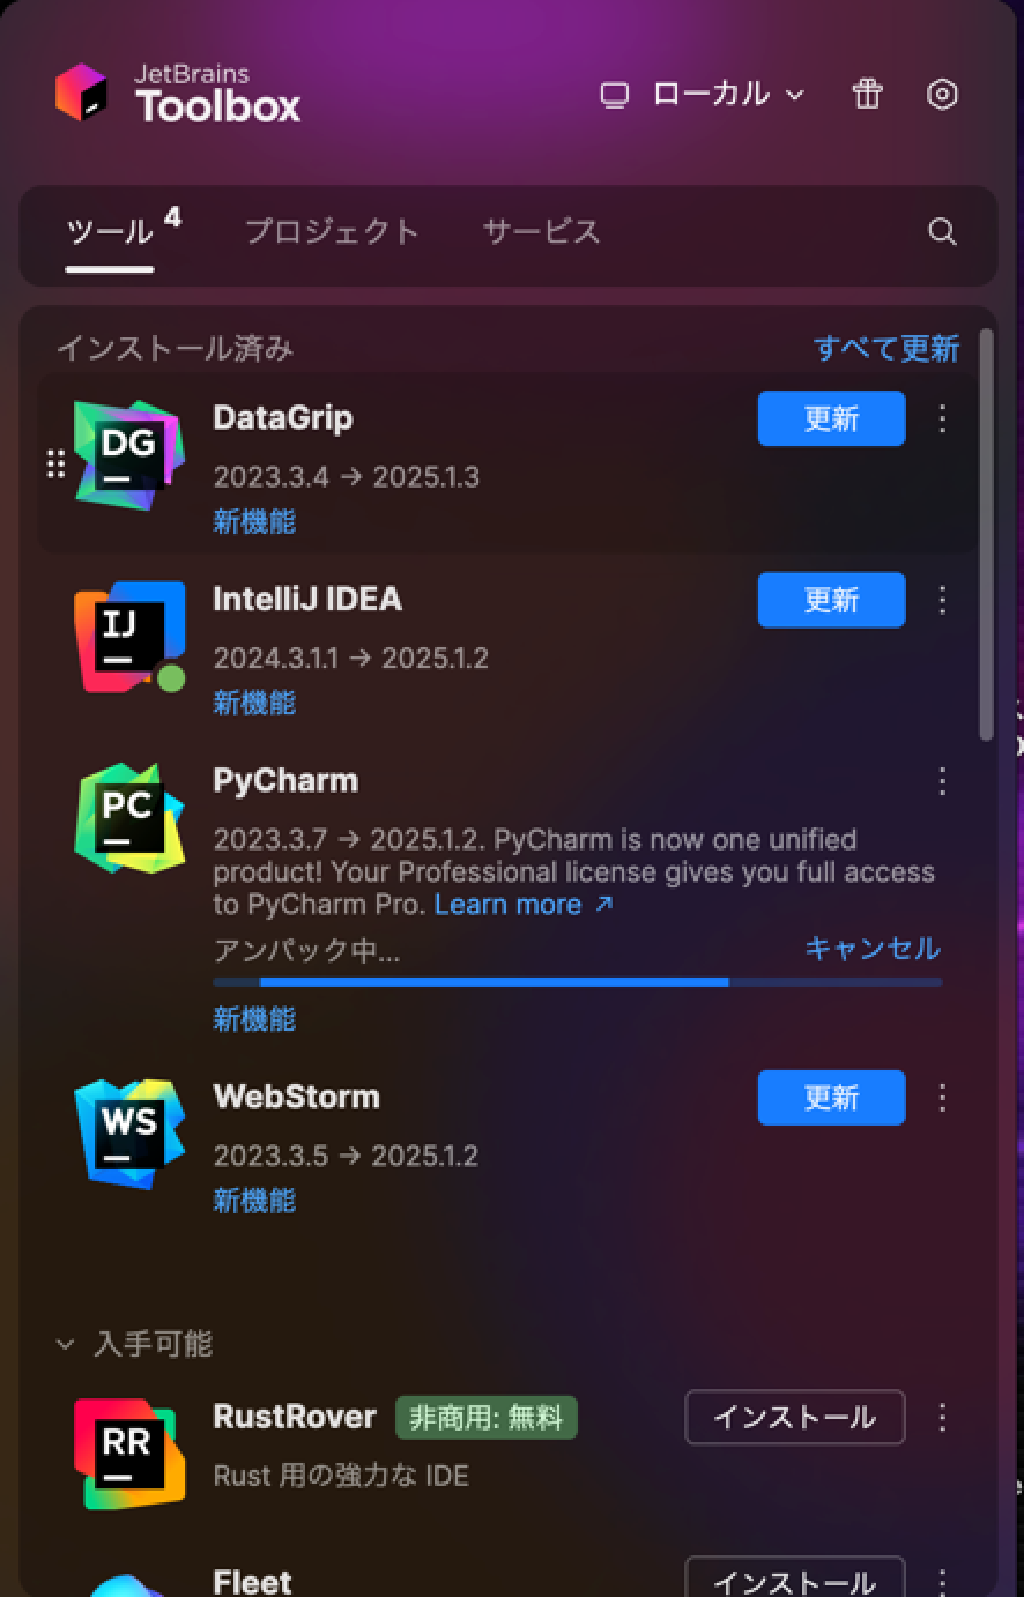 JetBrains
Toolbox
ローカル
ツール 4
プロジェクト
サービス
インストール済み
すべて更新
DG
DataGrip
更新
2023.3.4 → 2025.1.3
新機能
IJ
IntelliJ IDEA
更新
2024.3.1.1 → 2025.1.2
新機能
PC
PyCharm
2023.3.7 → 2025.1.2. PyCharm is now one unified
product! Your Professional license gives you full access
to PyCharm Pro. Learn more ↗
アンパック中...
キャンセル
新機能
WS
WebStorm
更新
2023.3.5 → 2025.1.2
新機能
入手可能
RR
RustRover
非商用: 無料
インストール
Rust 用の強力な IDE
Fleet
インストール